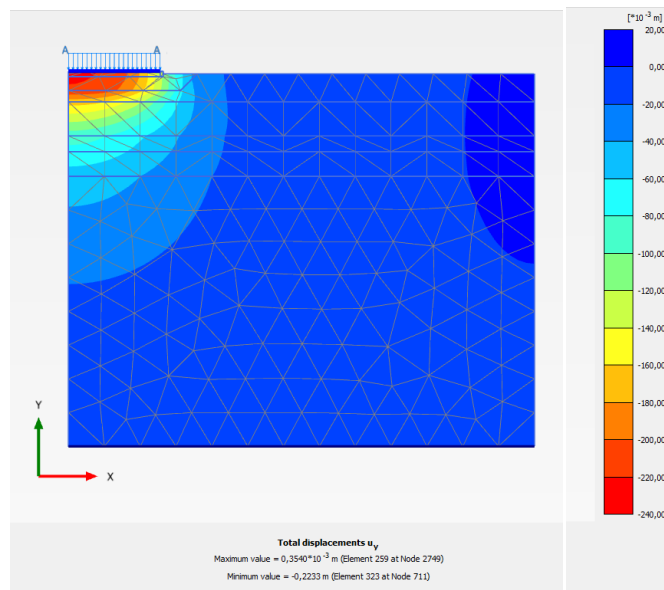 [*10⁻³ m]
A A
20,00
0,00
-20,00
-40,00
-60,00
-80,00
-100,00
-120,00
-140,00
-160,00
-180,00
-200,00
-220,00
-240,00
Y
X
Total displacements u_y
Maximum value = 0,3540*10⁻³ m (Element 259 at Node 2749)
Minimum value = -0,2233 m (Element 323 at Node 711)